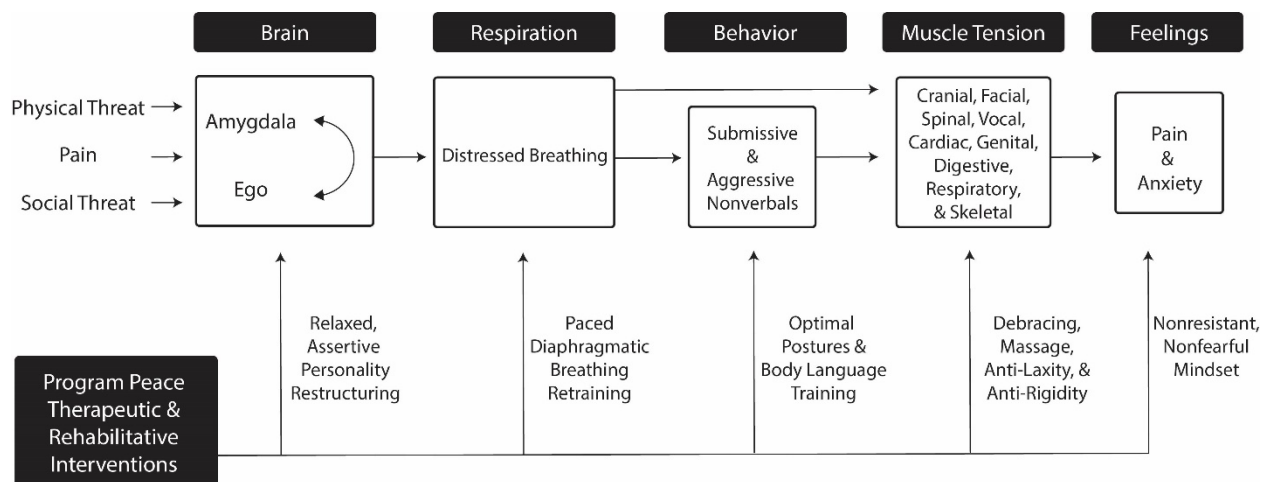 Brain
Respiration
Behavior
Muscle Tension
Feelings
Physical Threat
Pain
Social Threat
Amygdala
Ego
Distressed Breathing
Submissive
&
Aggressive
Nonverbals
Cranial, Facial,
Spinal, Vocal,
Cardiac, Genital,
Digestive,
Respiratory,
& Skeletal
Pain
&
Anxiety
Relaxed,
Assertive
Personality
Restructuring
Paced
Diaphragmatic
Breathing
Retraining
Optimal
Postures &
Body Language
Training
Debracing,
Massage,
Anti-Laxity, &
Anti-Rigidity
Nonresistant,
Nonfearful
Mindset
Program Peace
Therapeutic &
Rehabilitative
Interventions